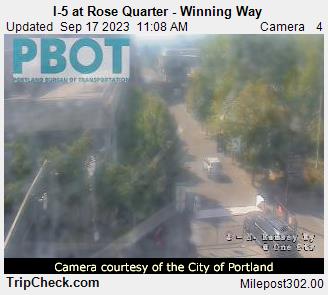 I-5 at Rose Quarter - Winning Way
Updated Sep 17 2023 11:08 AM Camera 4
PBOT
PORTLAND BUREAU OF TRANSPORTATION
Camera courtesy of the City of Portland
TripCheck.com Milepost302.00